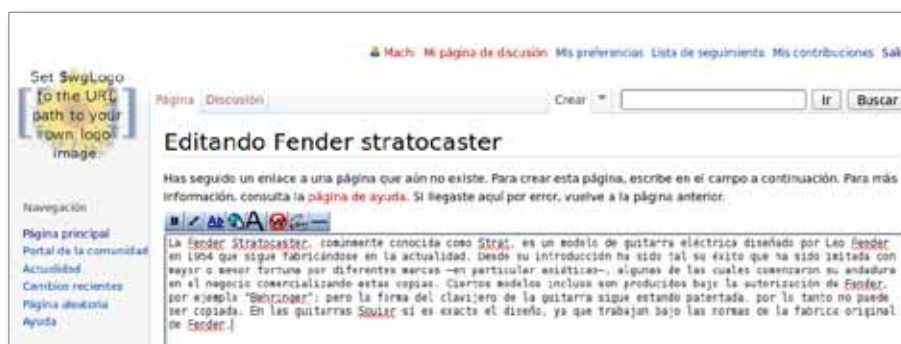 Mach Mi página de discusión Mis preferencias Lista de seguimiento Mis contribuciones Sali
Set $wgLogo
to the URL
path to your
own logo
image.
Página Discusión
Crear Ir Buscar
Editando Fender stratocaster
Has seguido un enlace a una página que aún no existe. Para crear esta página, escribe en el campo a continuación. Para más
información, consulta la página de ayuda. Si llegaste aquí por error, vuelve a la página anterior.
Navegación
Página principal
Portal de la comunidad
Actualidad
Cambios recientes
Página aleatoria
Ayuda
B Ab A
La Fender Stratocaster, comúnmente conocida como Strat, es un modelo de guitarra eléctrica diseñado por Leo Fender
en 1954 que sigue fabricándose en la actualidad. Desde su introducción ha sido tal su éxito que ha sido imitada con
mayor o menor fortuna por diferentes marcas —en particular asiáticas—, algunas de las cuales comenzaron su andadura
en el negocio comercializando estas copias. Ciertos modelos incluso son producidos bajo la autorización de Fender,
por ejemplo "Behringer"; pero la forma del clavijero de la guitarra sigue estando patentada, por lo tanto no puede
ser copiada. En las guitarras Squier sí es exacto el diseño, ya que trabajan bajo las normas de la fabrica original
de Fender.